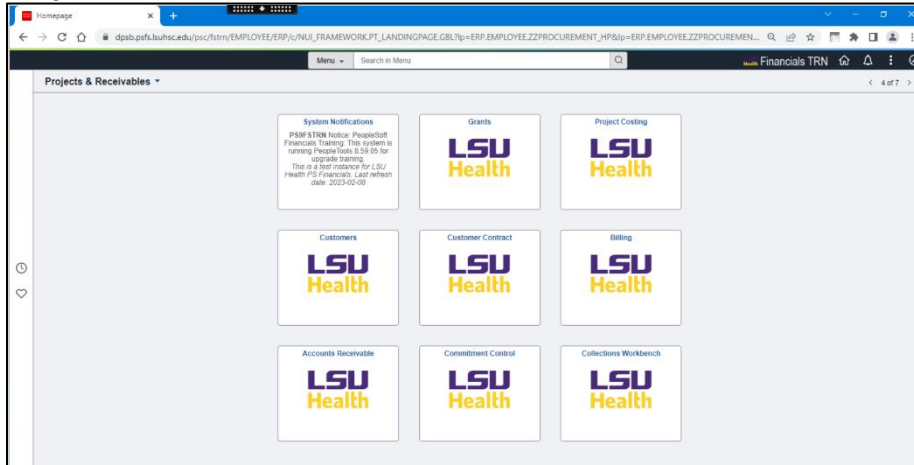 Homepage
dpsb.psfs.lsuhsc.edu/psc/fstrn/EMPLOYEE/ERP/c/NUI_FRAMEWORK.PT_LANDINGPAGE.GBL?lp=ERP.EMPLOYEE.ZZPROCUREMENT_HP&lp=ERP.EMPLOYEE.ZZPROCUREMEN...
Menu Search in Menu Health Financials TRN
Projects & Receivables 4 of 7
System Notifications Grants Project Costing
PS9FSTRN Notice: PeopleSoft
Financials Training: This system is
running PeopleTools 8.59.05 for
upgrade training.
This is a test instance for LSU
Health PS Financials. Last refresh
date: 2023-02-06
LSU Health
LSU Health
Customers Customer Contract Billing
LSU Health
LSU Health
LSU Health
Accounts Receivable Commitment Control Collections Workbench
LSU Health
LSU Health
LSU Health